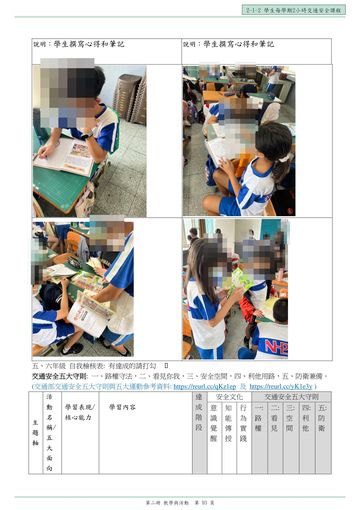 2-1-2 學生每學期2小時交通安全課程
說明：學生撰寫心得和筆記
說明：學生撰寫心得和筆記
五、六年級 自我檢核表: 有達成的請打勾
交通安全五大守則: 一、路權守法，二、看見你我，三、安全空間，四、利他用路，五、防衛兼備。
(交通部交通安全五大守則與五大運動參考資料: https://reurl.cc/qKz1ep 及 https://reurl.cc/yK1e3y )
主題軸
活動名稱/五大面向
學習表現/核心能力
學習內容
達成階段
安全文化
交通安全五大守則
意識覺醒
知能傳授
行為實踐
一:路權
二:看見
三:空間
四:利他
五:防衛
第二冊 教學與活動 第 93 頁